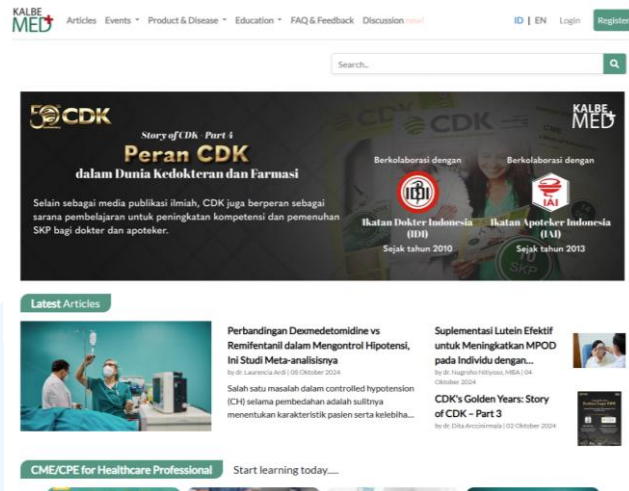 KALBE
MED
Articles Events Product & Disease Education FAQ & Feedback Discussion new!
ID | EN Login Register
Search..
50 CDK
KALBE
MED
Story of CDK - Part 4
Peran CDK
dalam Dunia Kedokteran dan Farmasi
Selain sebagai media publikasi ilmiah, CDK juga berperan sebagai
sarana pembelajaran untuk peningkatan kompetensi dan pemenuhan
SKP bagi dokter dan apoteker.
Berkolaborasi dengan
Ikatan Dokter Indonesia
(IDI)
Sejak tahun 2010
Berkolaborasi dengan
IAI
Ikatan Apoteker Indonesia
(IAI)
Sejak tahun 2013
CDK
CDK
SKP
Latest Articles
Perbandingan Dexmedetomidine vs
Remifentanil dalam Mengontrol Hipotensi,
Ini Studi Meta-analisisnya
by dr. Laurencia Ardi | 08 Oktober 2024
Salah satu masalah dalam controlled hypotension
(CH) selama pembedahan adalah sulitnya
menentukan karakteristik pasien serta kelebiha...
Suplementasi Lutein Efektif
untuk Meningkatkan MPOD
pada Individu dengan...
by dr. Nugroho Nitiyoso, MBA | 04
Oktober 2024
CDK's Golden Years: Story
of CDK – Part 3
by dr. Dita Arccinirmala | 02 Oktober 2024
CME/CPE for Healthcare Professional Start learning today.....